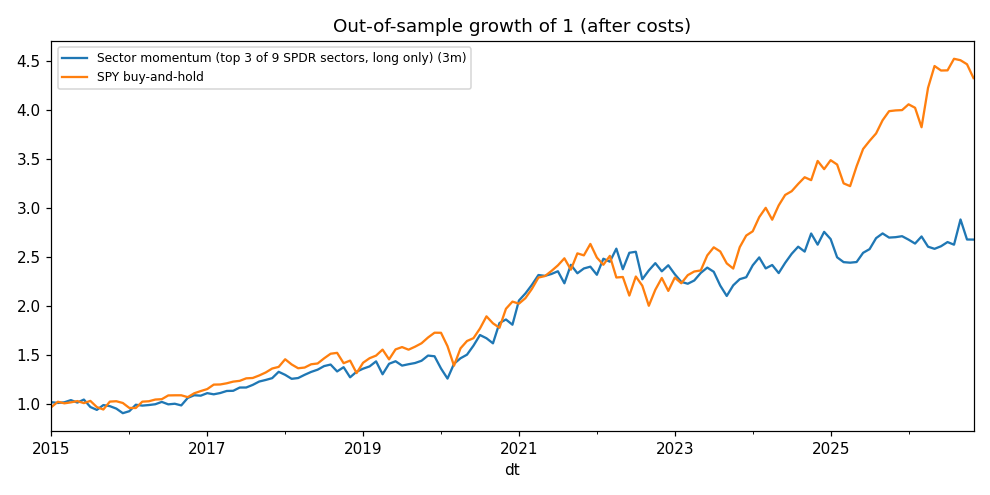 Out-of-sample growth of 1 (after costs)
Sector momentum (top 3 of 9 SPDR sectors, long only) (3m)
SPY buy-and-hold
4.5
4.0
3.5
3.0
2.5
2.0
1.5
1.0
2015 2017 2019 2021 2023 2025
dt